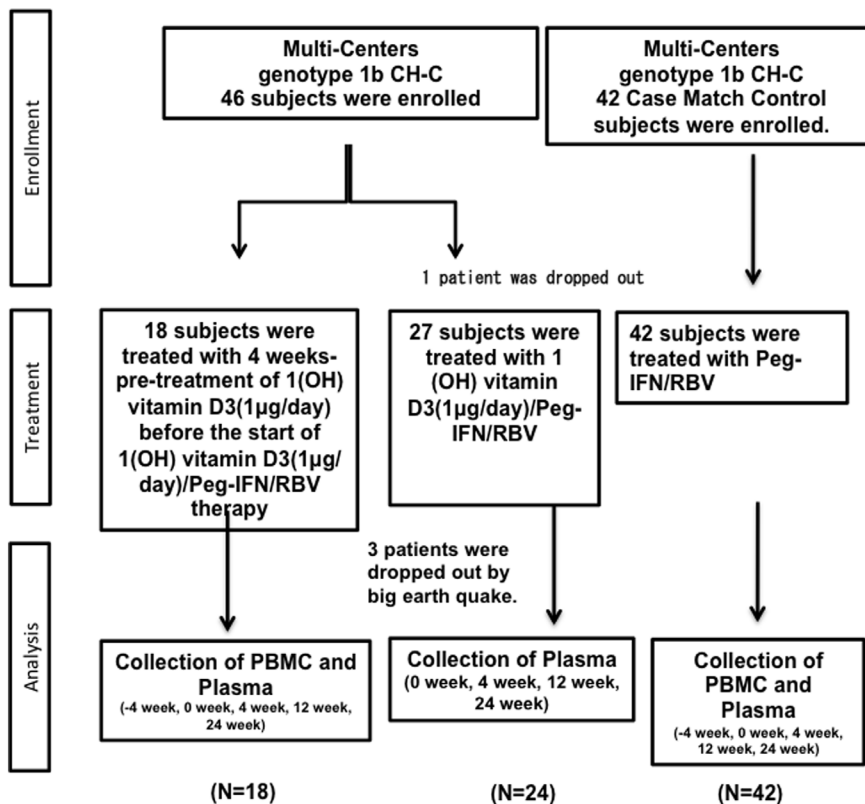 Enrollment
Multi-Centers
genotype 1b CH-C
46 subjects were enrolled
Multi-Centers
genotype 1b CH-C
42 Case Match Control
subjects were enrolled.
1 patient was dropped out
Treatment
18 subjects were
treated with 4 weeks-
pre-treatment of 1(OH)
vitamin D3(1µg/day)
before the start of
1(OH) vitamin D3(1µg/
day)/Peg-IFN/RBV
therapy
27 subjects were
treated with 1
(OH) vitamin
D3(1µg/day)/Peg-
IFN/RBV
42 subjects were
treated with Peg-
IFN/RBV
3 patients were
dropped out by
big earth quake.
Analysis
Collection of PBMC and
Plasma
(-4 week, 0 week, 4 week, 12 week,
24 week)
Collection of Plasma
(0 week, 4 week, 12 week,
24 week)
Collection of
PBMC and
Plasma
(-4 week, 0 week, 4 week,
12 week, 24 week)
(N=18)
(N=24)
(N=42)